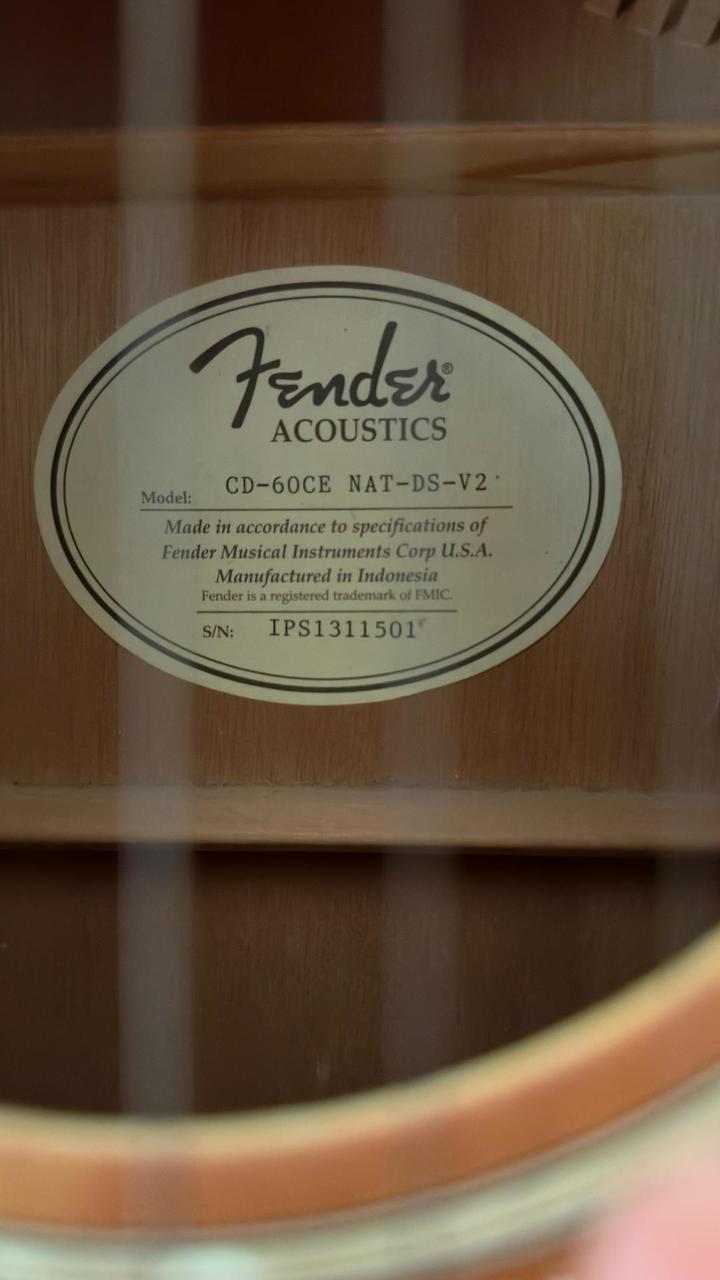 Fender®
ACOUSTICS
Model: CD-60CE NAT-DS-V2
Made in accordance to specifications of
Fender Musical Instruments Corp U.S.A.
Manufactured in Indonesia
Fender is a registered trademark of FMIC.
S/N: IPS1311501